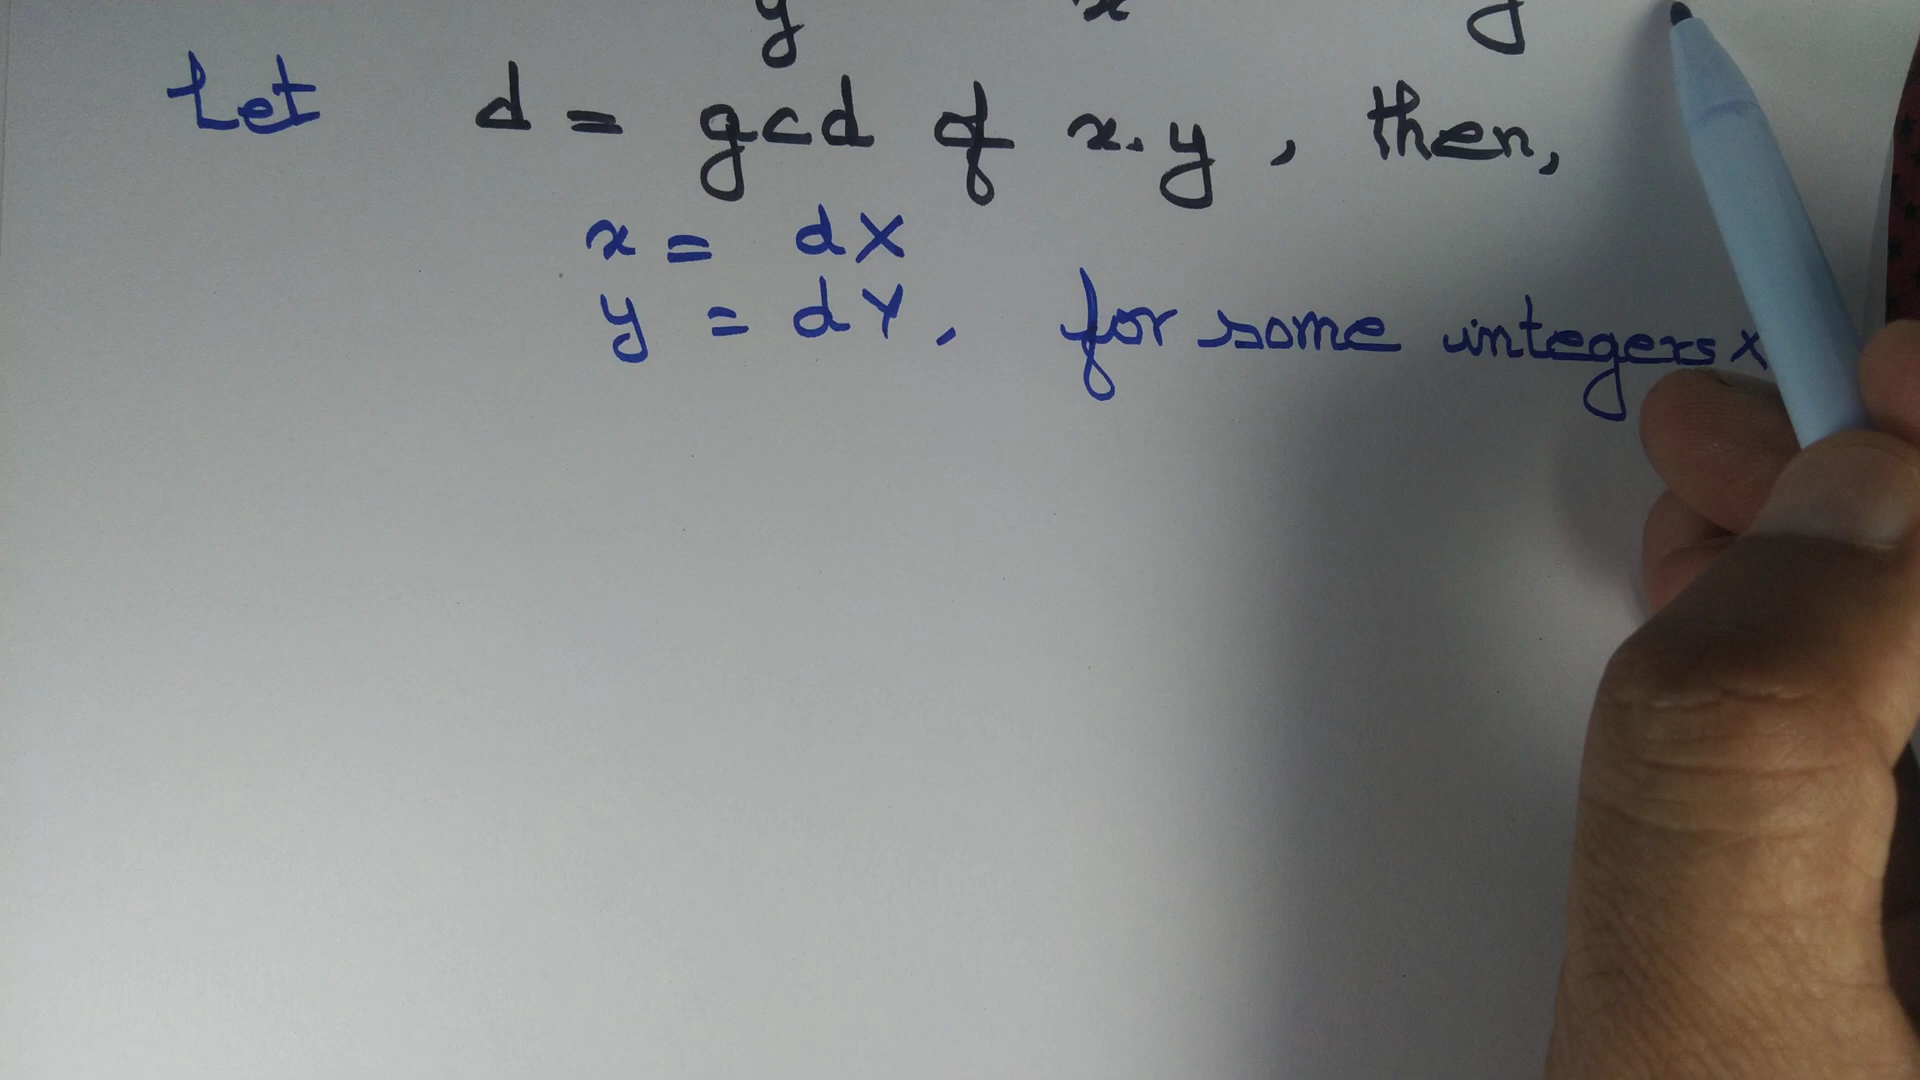 y x y
Let d = gcd of x. y , then,
x = dX
y = dY. for some integers X